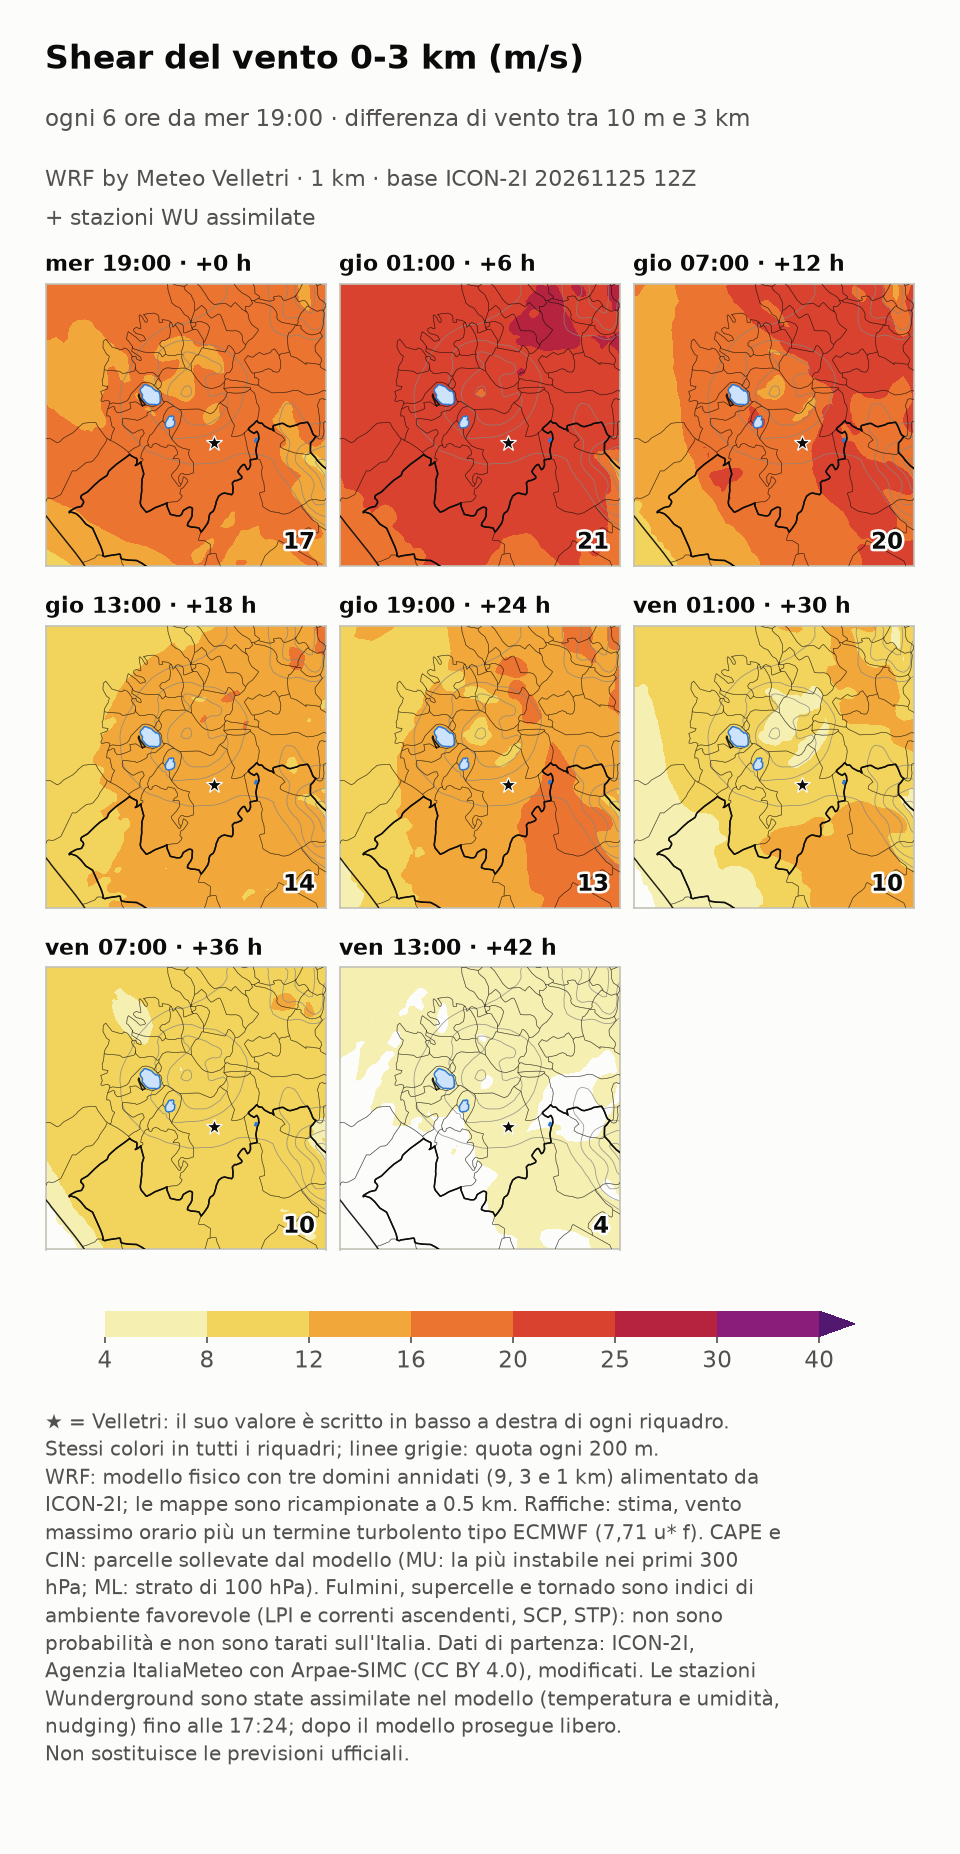 Shear del vento 0-3 km (m/s)
ogni 6 ore da mer 19:00 · differenza di vento tra 10 m e 3 km
WRF by Meteo Velletri · 1 km · base ICON-2I 20261125 12Z
+ stazioni WU assimilate
mer 19:00 · +0 h
gio 01:00 · +6 h
gio 07:00 · +12 h
17
21
20
gio 13:00 · +18 h
gio 19:00 · +24 h
ven 01:00 · +30 h
14
13
10
ven 07:00 · +36 h
ven 13:00 · +42 h
10
4
4 8 12 16 20 25 30 40
★ = Velletri: il suo valore è scritto in basso a destra di ogni riquadro.
Stessi colori in tutti i riquadri; linee grigie: quota ogni 200 m.
WRF: modello fisico con tre domini annidati (9, 3 e 1 km) alimentato da
ICON-2I; le mappe sono ricampionate a 0.5 km. Raffiche: stima, vento
massimo orario più un termine turbolento tipo ECMWF (7,71 u* f). CAPE e
CIN: parcelle sollevate dal modello (MU: la più instabile nei primi 300
hPa; ML: strato di 100 hPa). Fulmini, supercelle e tornado sono indici di
ambiente favorevole (LPI e correnti ascendenti, SCP, STP): non sono
probabilità e non sono tarati sull'Italia. Dati di partenza: ICON-2I,
Agenzia ItaliaMeteo con Arpae-SIMC (CC BY 4.0), modificati. Le stazioni
Wunderground sono state assimilate nel modello (temperatura e umidità,
nudging) fino alle 17:24; dopo il modello prosegue libero.
Non sostituisce le previsioni ufficiali.